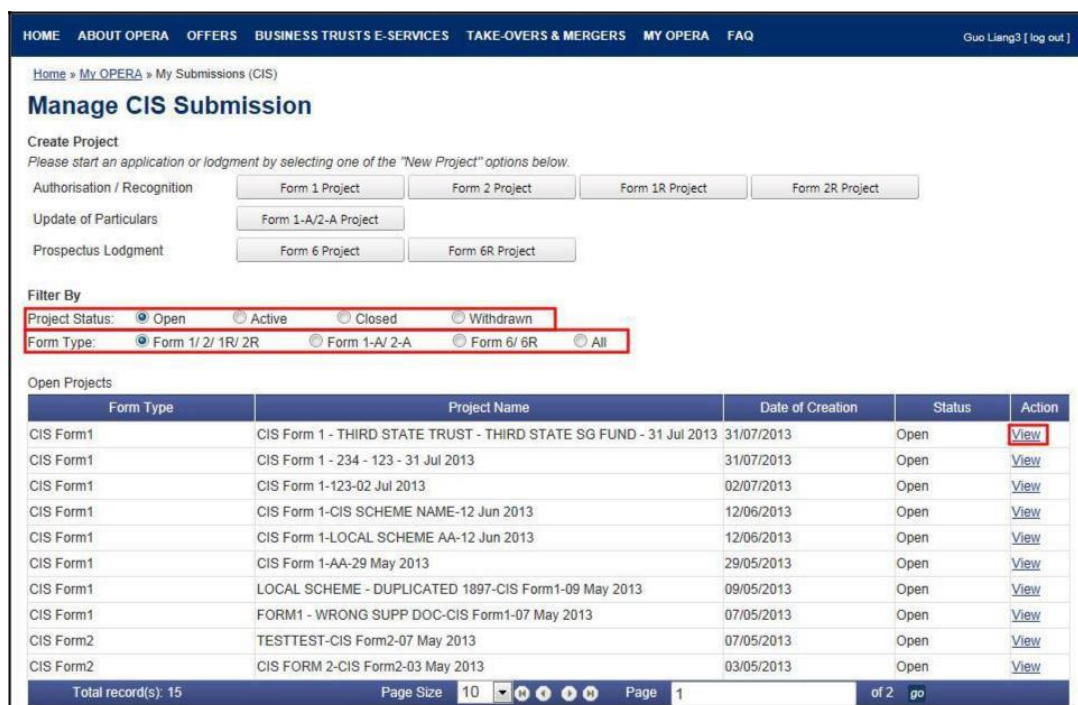 HOME ABOUT OPERA OFFERS BUSINESS TRUSTS E-SERVICES TAKE-OVERS & MERGERS MY OPERA FAQ Guo Liang3 [ log out ]
Home » My OPERA » My Submissions (CIS)
Manage CIS Submission
Create Project
Please start an application or lodgment by selecting one of the "New Project" options below.
Authorisation / Recognition Form 1 Project Form 2 Project Form 1R Project Form 2R Project
Update of Particulars Form 1-A/2-A Project
Prospectus Lodgment Form 6 Project Form 6R Project
Filter By
Project Status: Open Active Closed Withdrawn
Form Type: Form 1/ 2/ 1R/ 2R Form 1-A/ 2-A Form 6/ 6R All
Open Projects
Form Type Project Name Date of Creation Status Action
CIS Form1 CIS Form 1 - THIRD STATE TRUST - THIRD STATE SG FUND - 31 Jul 2013 31/07/2013 Open View
CIS Form1 CIS Form 1 - 234 - 123 - 31 Jul 2013 31/07/2013 Open View
CIS Form1 CIS Form 1-123-02 Jul 2013 02/07/2013 Open View
CIS Form1 CIS Form 1-CIS SCHEME NAME-12 Jun 2013 12/06/2013 Open View
CIS Form1 CIS Form 1-LOCAL SCHEME AA-12 Jun 2013 12/06/2013 Open View
CIS Form1 CIS Form 1-AA-29 May 2013 29/05/2013 Open View
CIS Form1 LOCAL SCHEME - DUPLICATED 1897-CIS Form1-09 May 2013 09/05/2013 Open View
CIS Form1 FORM1 - WRONG SUPP DOC-CIS Form1-07 May 2013 07/05/2013 Open View
CIS Form2 TESTTEST-CIS Form2-07 May 2013 07/05/2013 Open View
CIS Form2 CIS FORM 2-CIS Form2-03 May 2013 03/05/2013 Open View
Total record(s): 15 Page Size 10 Page 1 of 2 go